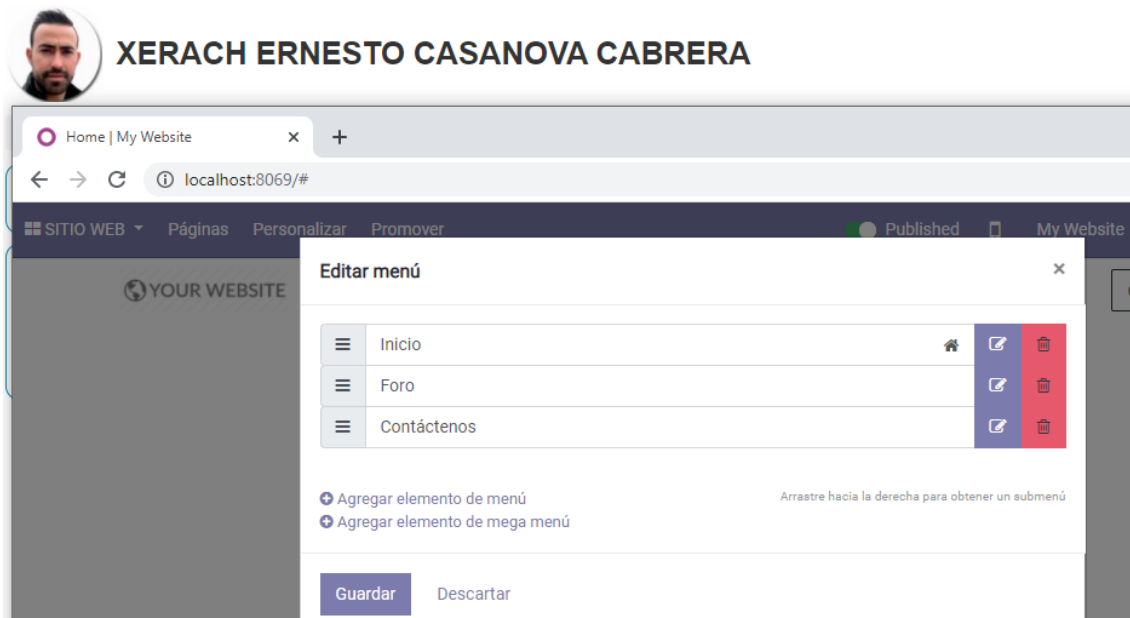 XERACH ERNESTO CASANOVA CABRERA
Home | My Website
localhost:8069/#
SITIO WEB Páginas Personalizar Promover Published My Website
YOUR WEBSITE
Editar menú
Inicio
Foro
Contáctenos
Agregar elemento de menú
Arrastre hacia la derecha para obtener un submenú
Agregar elemento de mega menú
Guardar Descartar